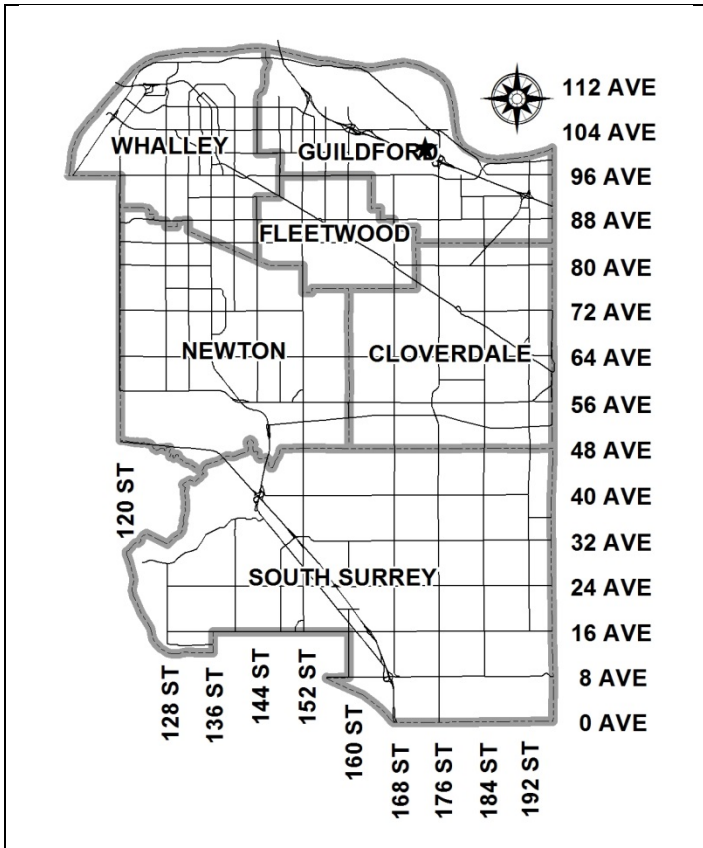 112 AVE
104 AVE
WHALLEY
GUILDFORD
96 AVE
88 AVE
FLEETWOOD
80 AVE
72 AVE
NEWTON
CLOVERDALE
64 AVE
56 AVE
48 AVE
120 ST
40 AVE
32 AVE
SOUTH SURREY
24 AVE
16 AVE
128 ST
136 ST
144 ST
152 ST
160 ST
8 AVE
0 AVE
168 ST
176 ST
184 ST
192 ST